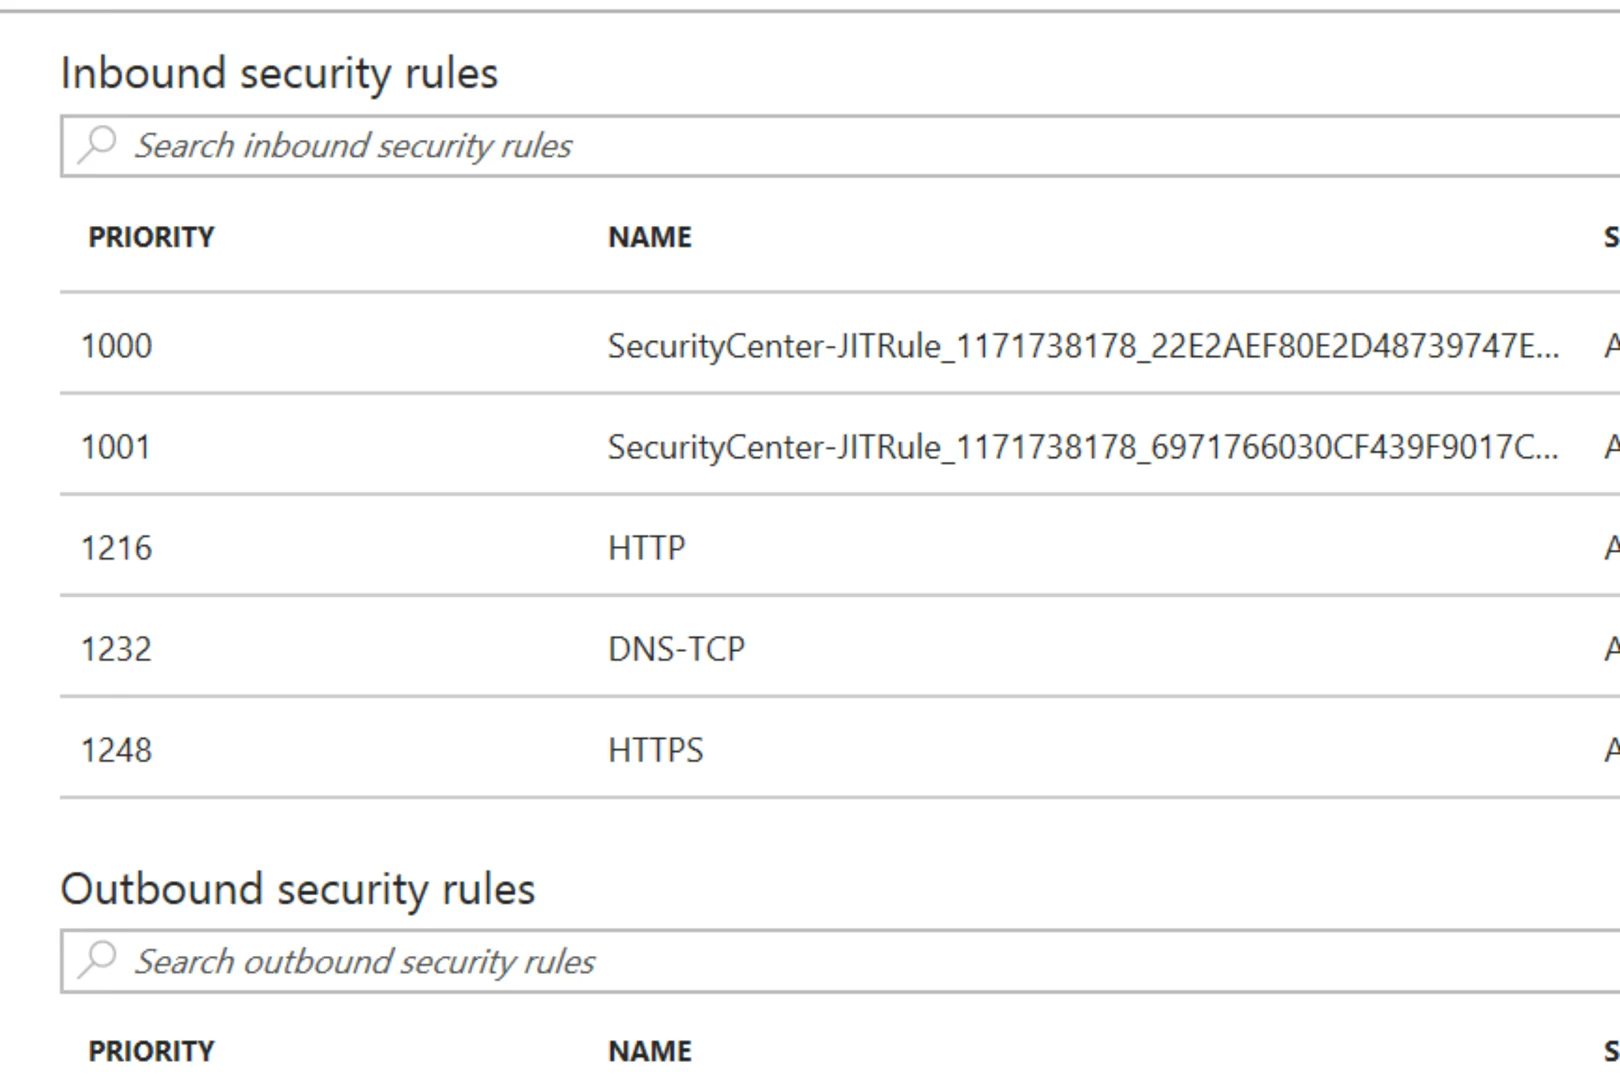 Inbound security rules
Search inbound security rules
PRIORITY NAME S
1000 SecurityCenter-JITRule_1171738178_22E2AEF80E2D48739747E... A
1001 SecurityCenter-JITRule_1171738178_6971766030CF439F9017C... A
1216 HTTP A
1232 DNS-TCP A
1248 HTTPS A
Outbound security rules
Search outbound security rules
PRIORITY NAME S